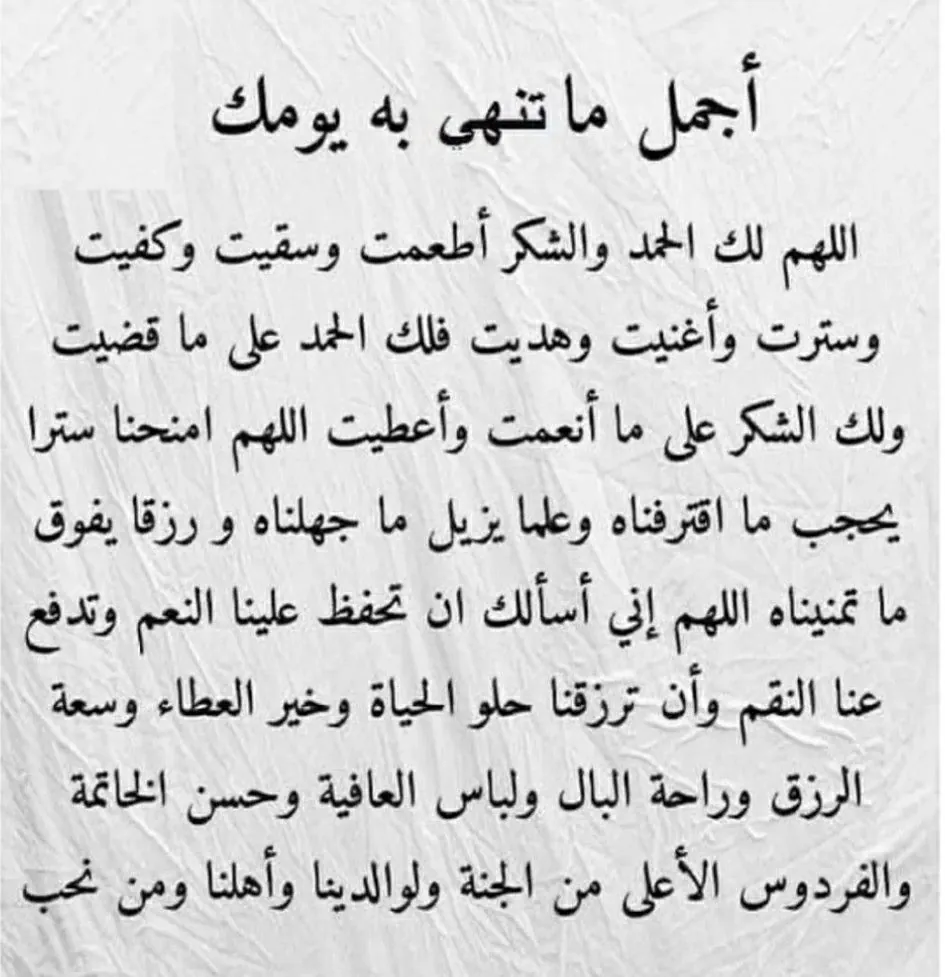 أجمل ما تنهي به يومك
اللهم لك الحمد والشكر أطعمت وسقيت وكفيت
وسترت وأغنيت وهديت فلك الحمد على ما قضيت
ولك الشكر على ما أنعمت وأعطيت اللهم امنحنا سترا
يحجب ما اقترفناه وعلما يزيل ما جهلناه و رزقا يفوق
ما تمنيناه اللهم إني أسألك ان تحفظ علينا النعم وتدفع
عنا النقم وأن ترزقنا حلو الحياة وخير العطاء وسعة
الرزق وراحة البال ولباس العافية وحسن الخاتمة
والفردوس الأعلى من الجنة ولوالدينا وأهلنا ومن نحب